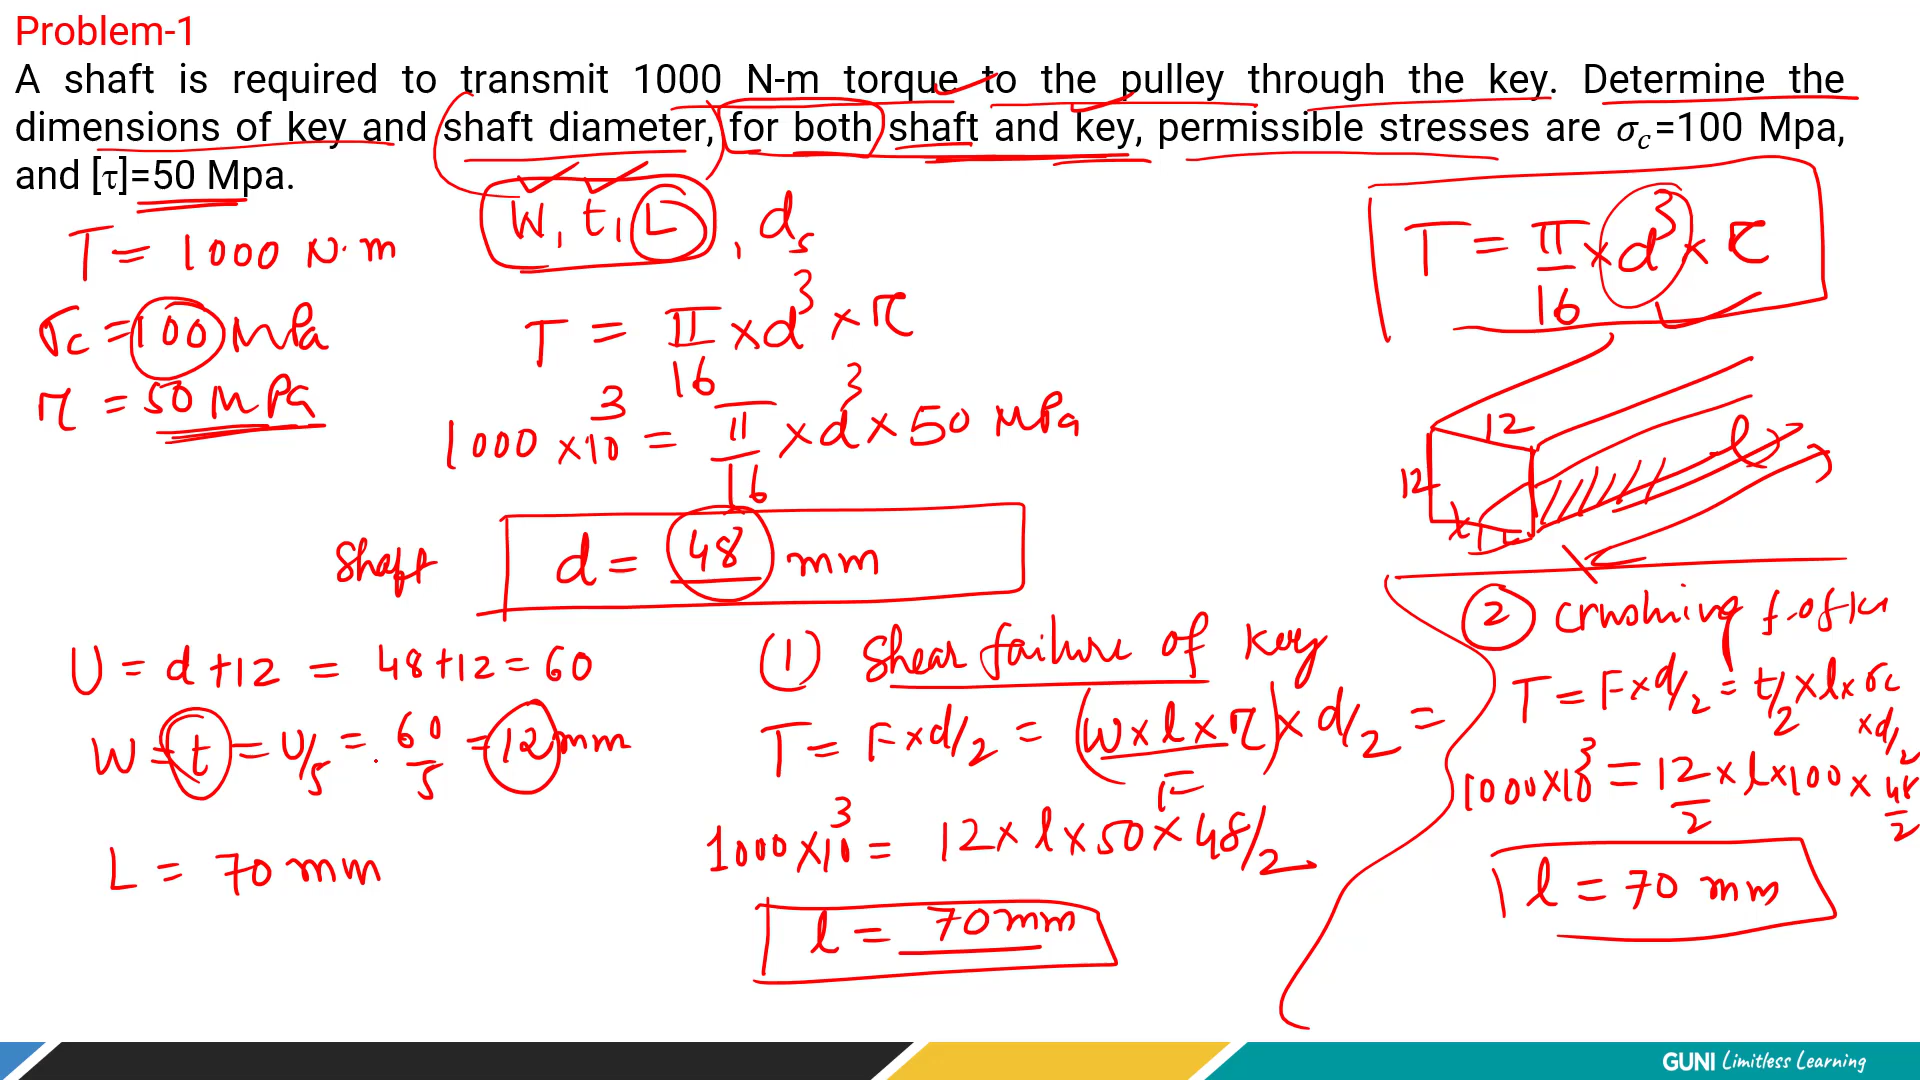 Problem-1
A shaft is required to transmit 1000 N-m torque to the pulley through the key. Determine the
dimensions of key and shaft diameter, for both shaft and key, permissible stresses are σc=100 Mpa,
and [τ]=50 Mpa.
T = 1000 N.m
σc = 100 MPa
τ = 50 MPa
W, t, L , ds
T = π/16 × d³ × τ
1000 × 10³ = π/16 × d³ × 50 MPa
Shaft d = 48 mm
T = π/16 × d³ × τ
12
12
l
U = d + 12 = 48 + 12 = 60
W = t = U/5 = 60/5 = 12 mm
L = 70 mm
(1) Shear failure of key
T = F × d/2 = (W × l × τ) × d/2 =
F
1000 × 10³ = 12 × l × 50 × 48/2
l = 70 mm
2 Crushing f. of
T = F × d/2 = t/2 × l × σc × d/2
1000 × 10³ = 12/2 × l × 100 × 48/2
l = 70 mm
GUNI Limitless Learning